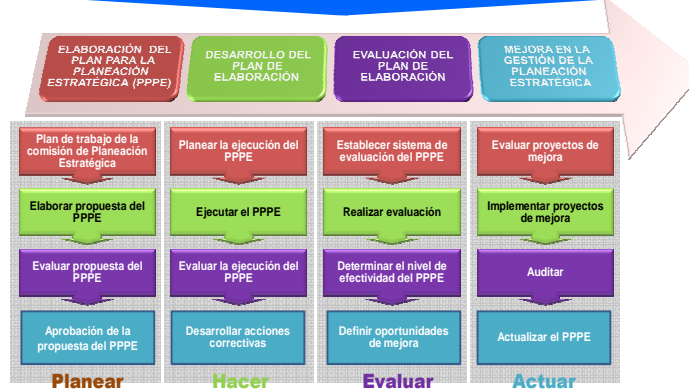 ELABORACIÓN DEL
PLAN PARA LA
PLANEACIÓN
ESTRATÉGICA (PPPE)
DESARROLLO DEL
PLAN DE
ELABORACIÓN
EVALUACIÓN DEL
PLAN DE
ELABORACIÓN
MEJORA EN LA
GESTIÓN DE LA
PLANEACIÓN
ESTRATÉGICA
Plan de trabajo de la
comisión de Planeación
Estratégica
Elaborar propuesta del
PPPE
Evaluar propuesta del
PPPE
Aprobación de la
propuesta del PPPE
Planear
Planear la ejecución del
PPPE
Ejecutar el PPPE
Evaluar la ejecución del
PPPE
Desarrollar acciones
correctivas
Hacer
Establecer sistema de
evaluación del PPPE
Realizar evaluación
Determinar el nivel de
efectividad del PPPE
Definir oportunidades
de mejora
Evaluar
Evaluar proyectos de
mejora
Implementar proyectos
de mejora
Auditar
Actualizar el PPPE
Actuar